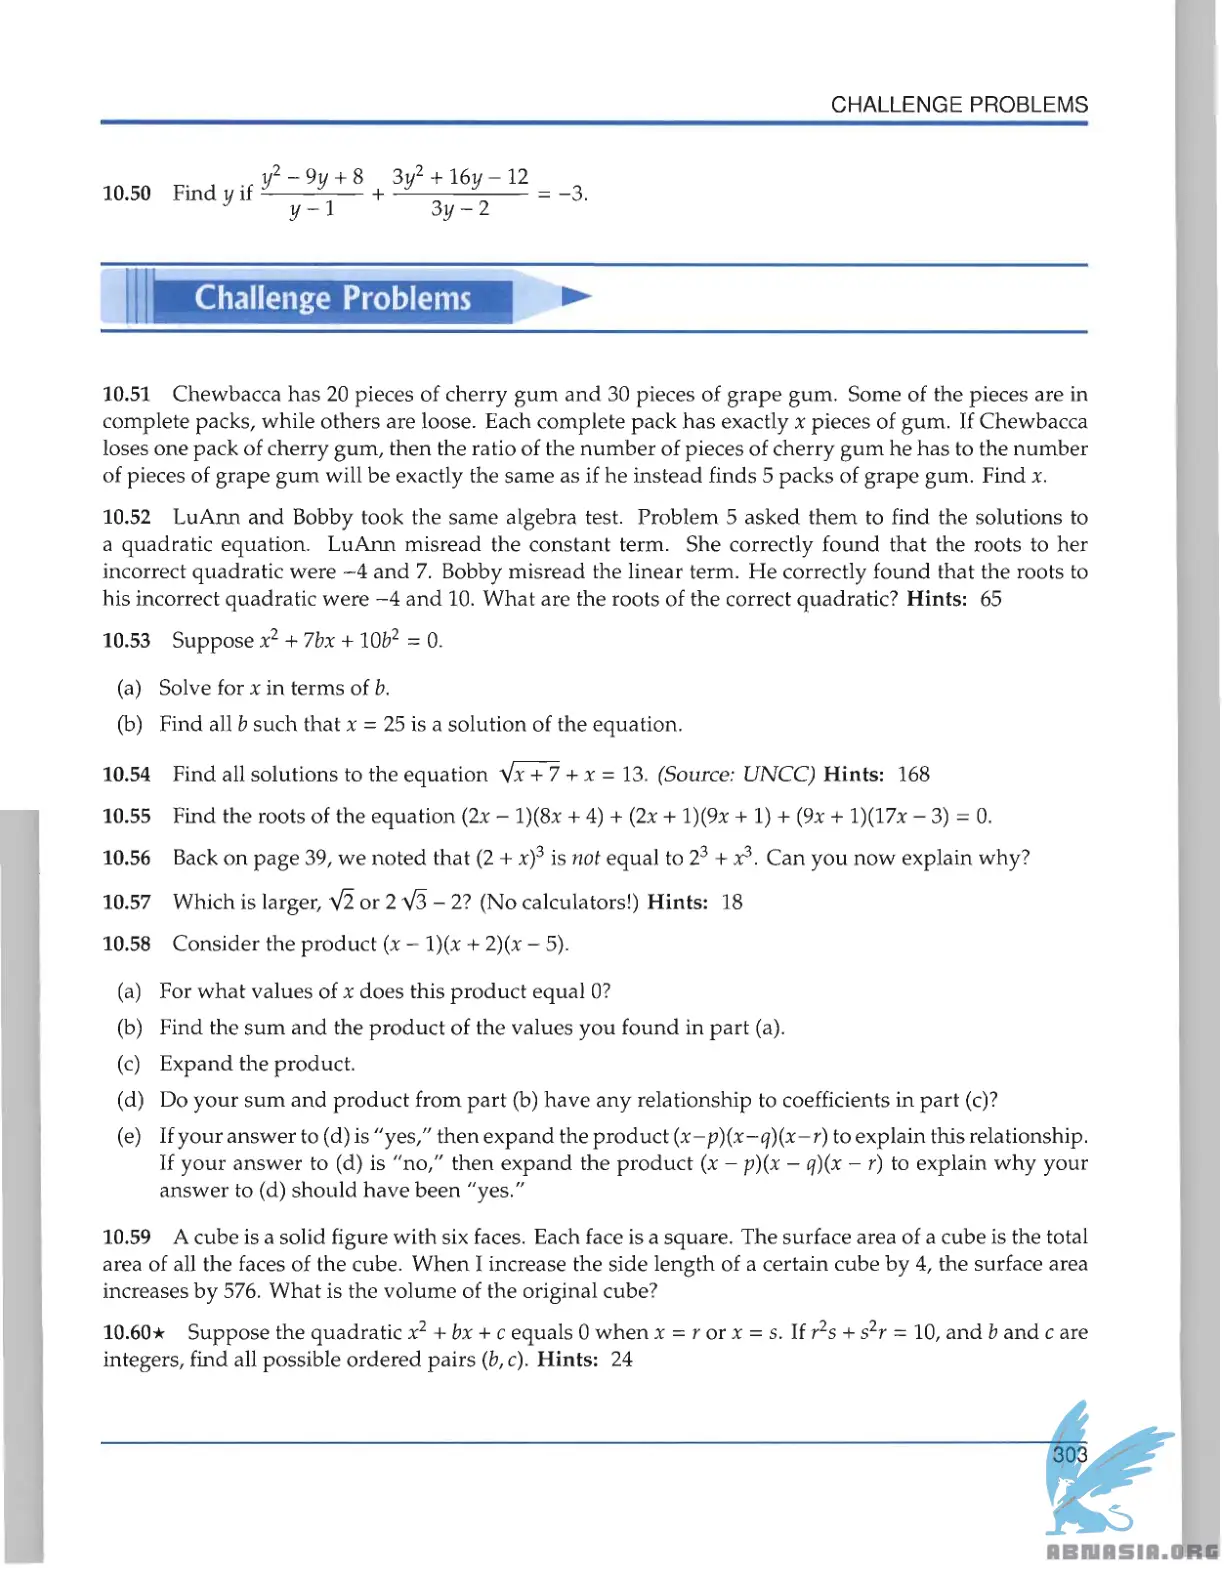 CHALLENGE PROBLEMS
10.50 Find y if (y² − 9y + 8)/(y − 1) + (3y² + 16y − 12)/(3y − 2) = −3.
Challenge Problems
10.51 Chewbacca has 20 pieces of cherry gum and 30 pieces of grape gum. Some of the pieces are in
complete packs, while others are loose. Each complete pack has exactly x pieces of gum. If Chewbacca
loses one pack of cherry gum, then the ratio of the number of pieces of cherry gum he has to the number
of pieces of grape gum will be exactly the same as if he instead finds 5 packs of grape gum. Find x.
10.52 LuAnn and Bobby took the same algebra test. Problem 5 asked them to find the solutions to
a quadratic equation. LuAnn misread the constant term. She correctly found that the roots to her
incorrect quadratic were −4 and 7. Bobby misread the linear term. He correctly found that the roots to
his incorrect quadratic were −4 and 10. What are the roots of the correct quadratic? Hints: 65
10.53 Suppose x² + 7bx + 10b² = 0.
(a) Solve for x in terms of b.
(b) Find all b such that x = 25 is a solution of the equation.
10.54 Find all solutions to the equation √(x + 7) + x = 13. (Source: UNCC) Hints: 168
10.55 Find the roots of the equation (2x − 1)(8x + 4) + (2x + 1)(9x + 1) + (9x + 1)(17x − 3) = 0.
10.56 Back on page 39, we noted that (2 + x)³ is not equal to 2³ + x³. Can you now explain why?
10.57 Which is larger, √2 or 2√3 − 2? (No calculators!) Hints: 18
10.58 Consider the product (x − 1)(x + 2)(x − 5).
(a) For what values of x does this product equal 0?
(b) Find the sum and the product of the values you found in part (a).
(c) Expand the product.
(d) Do your sum and product from part (b) have any relationship to coefficients in part (c)?
(e) If your answer to (d) is "yes," then expand the product (x−p)(x−q)(x−r) to explain this relationship.
If your answer to (d) is "no," then expand the product (x − p)(x − q)(x − r) to explain why your
answer to (d) should have been "yes."
10.59 A cube is a solid figure with six faces. Each face is a square. The surface area of a cube is the total
area of all the faces of the cube. When I increase the side length of a certain cube by 4, the surface area
increases by 576. What is the volume of the original cube?
10.60★ Suppose the quadratic x² + bx + c equals 0 when x = r or x = s. If r²s + s²r = 10, and b and c are
integers, find all possible ordered pairs (b, c). Hints: 24
303
ABNASIA.ORG